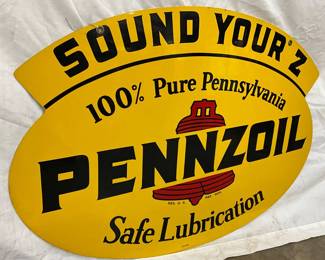 SOUND YOUR 'Z
100% Pure Pennsylvania
PENNZOIL
Safe Lubrication